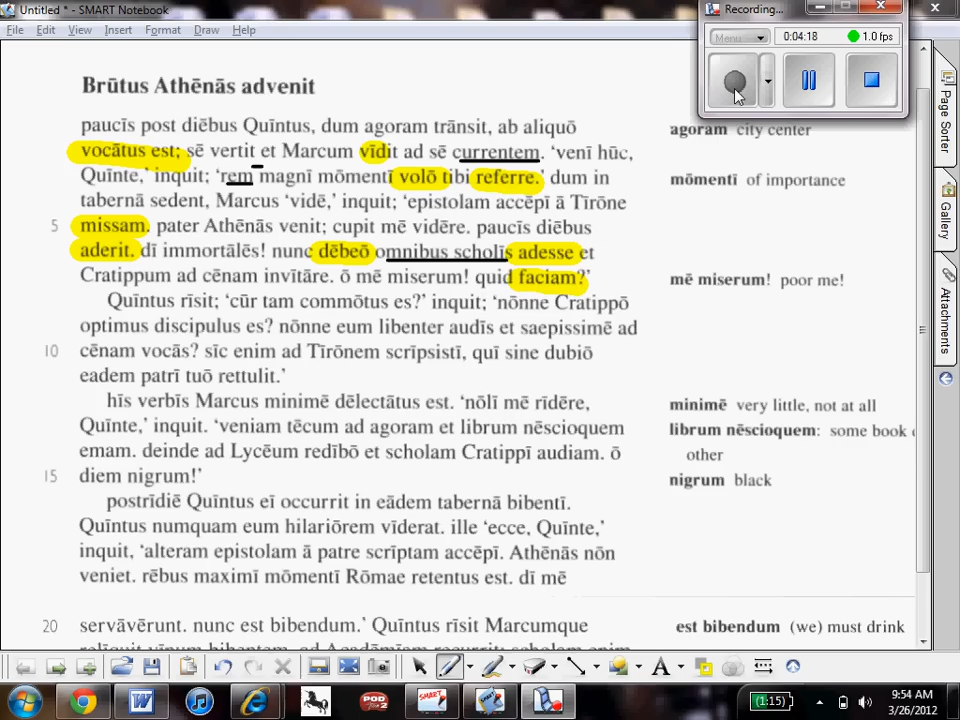 Untitled * - SMART Notebook
Recording...
File Edit View Insert Format Draw Help
Menu
0:04:18
1.0 fps
Brūtus Athēnās advenit
paucīs post diēbus Quīntus, dum agoram trānsit, ab aliquō
agoram city center
vocātus est; sē vertit et Marcum vīdit ad sē currentem. ‘venī hūc,
Quīnte,’ inquit; ‘rem magnī mōmentī volō tibi referre.’ dum in
mōmentī of importance
tabernā sedent, Marcus ‘vidē,’ inquit; ‘epistolam accēpī ā Tīrōne
5 missam. pater Athēnās venit; cupit mē vidēre. paucīs diēbus
aderit. dī immortālēs! nunc dēbeō omnibus scholīs adesse et
Cratippum ad cēnam invītāre. ō mē miserum! quid faciam?’
mē miserum! poor me!
Quīntus rīsit; ‘cūr tam commōtus es?’ inquit; ‘nōnne Cratippō
optimus discipulus es? nōnne eum libenter audīs et saepissimē ad
10 cēnam vocās? sīc enim ad Tīrōnem scrīpsistī, quī sine dubiō
eadem patrī tuō rettulit.’
hīs verbīs Marcus minimē dēlectātus est. ‘nōlī mē rīdēre,
minimē very little, not at all
Quīnte,’ inquit. ‘veniam tēcum ad agoram et librum nēscioquem
librum nēscioquem: some book o
emam. deinde ad Lycēum redībō et scholam Cratippī audiam. ō
other
15 diem nigrum!’
nigrum black
postrīdiē Quīntus eī occurrit in eādem tabernā bibentī.
Quīntus numquam eum hilariōrem vīderat. ille ‘ecce, Quīnte,’
inquit, ‘alteram epistolam ā patre scrīptam accēpī. Athēnās nōn
veniet. rēbus maximī mōmentī Rōmae retentus est. dī mē
20 servāvērunt. nunc est bibendum.’ Quīntus rīsit Marcumque
est bibendum (we) must drink
Page Sorter
Gallery
Attachments
A
SMART
POD
(1:15)
9:54 AM
3/26/2012